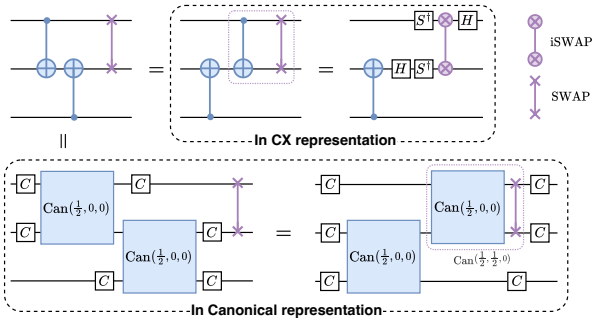 S† H
iSWAP
= = H S†
SWAP
In CX representation
=
C C C
Can(1/2, 0, 0) Can(1/2, 0, 0)
C C C
Can(1/2, 0, 0) = Can(1/2, 0, 0) Can(1/2, 1/2, 0)
C C C C
In Canonical representation